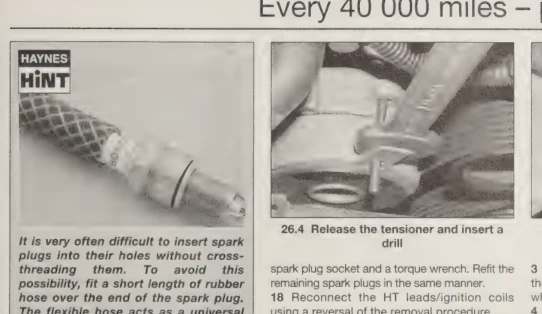 Every 40 000 miles –
HAYNES
HiNT
It is very often difficult to insert spark
plugs into their holes without cross-
threading them. To avoid this
possibility, fit a short length of rubber
hose over the end of the spark plug.
The flexible hose acts as a universal
26.4 Release the tensioner and insert a
drill
spark plug socket and a torque wrench. Refit the
remaining spark plugs in the same manner.
18 Reconnect the HT leads/ignition coils
using a reversal of the removal procedure.
3
4